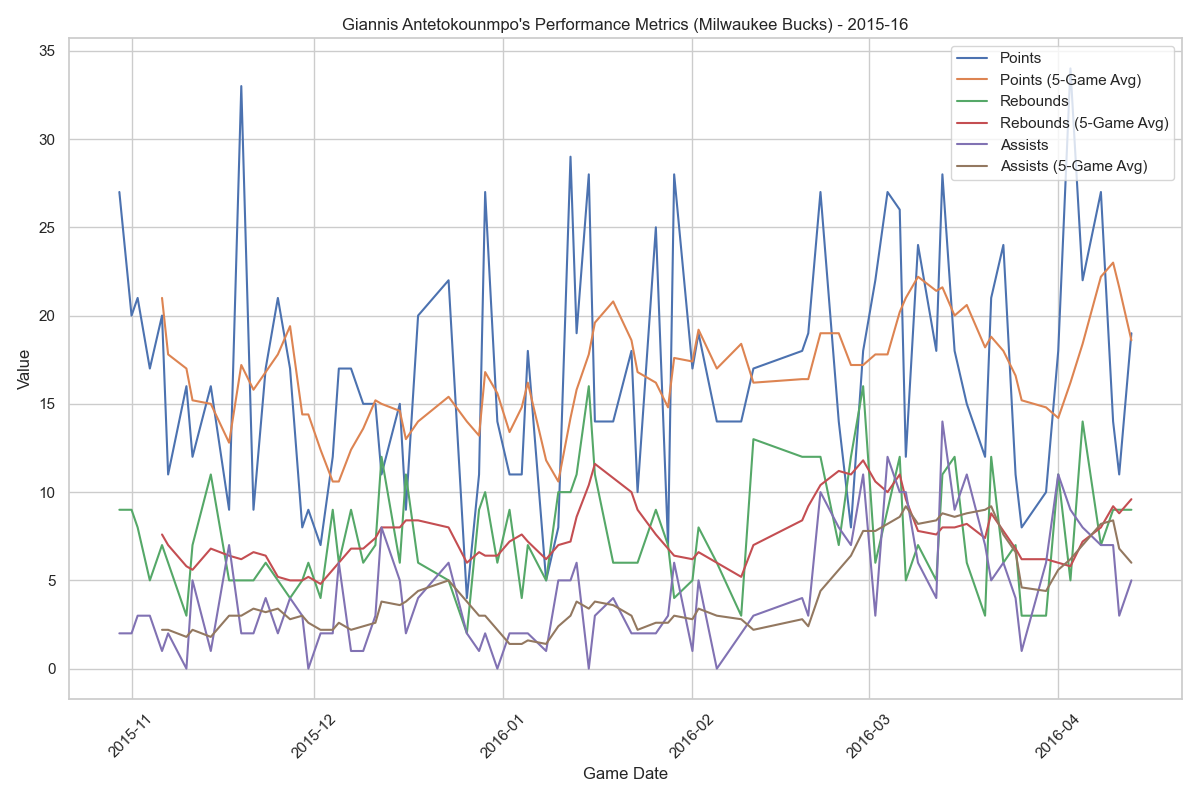 Giannis Antetokounmpo's Performance Metrics (Milwaukee Bucks) - 2015-16
Points
Points (5-Game Avg)
Rebounds
Rebounds (5-Game Avg)
Assists
Assists (5-Game Avg)
Value
35
30
25
20
15
10
5
0
2015-11
2015-12
2016-01
2016-02
2016-03
2016-04
Game Date